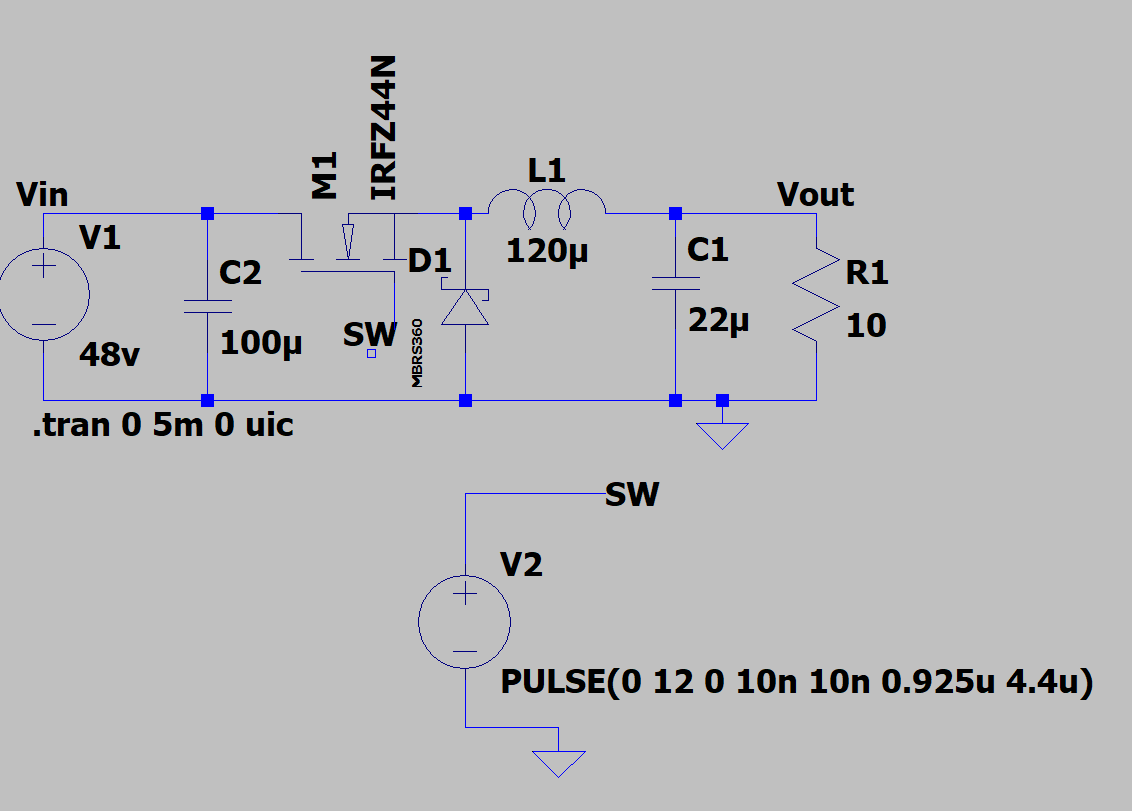 IRFZ44N
M1
L1
Vin
Vout
V1
120µ
C1
D1
C2
R1
22µ
10
SW
100µ
48v
MBRS360
.tran 0 5m 0 uic
SW
V2
PULSE(0 12 0 10n 10n 0.925u 4.4u)